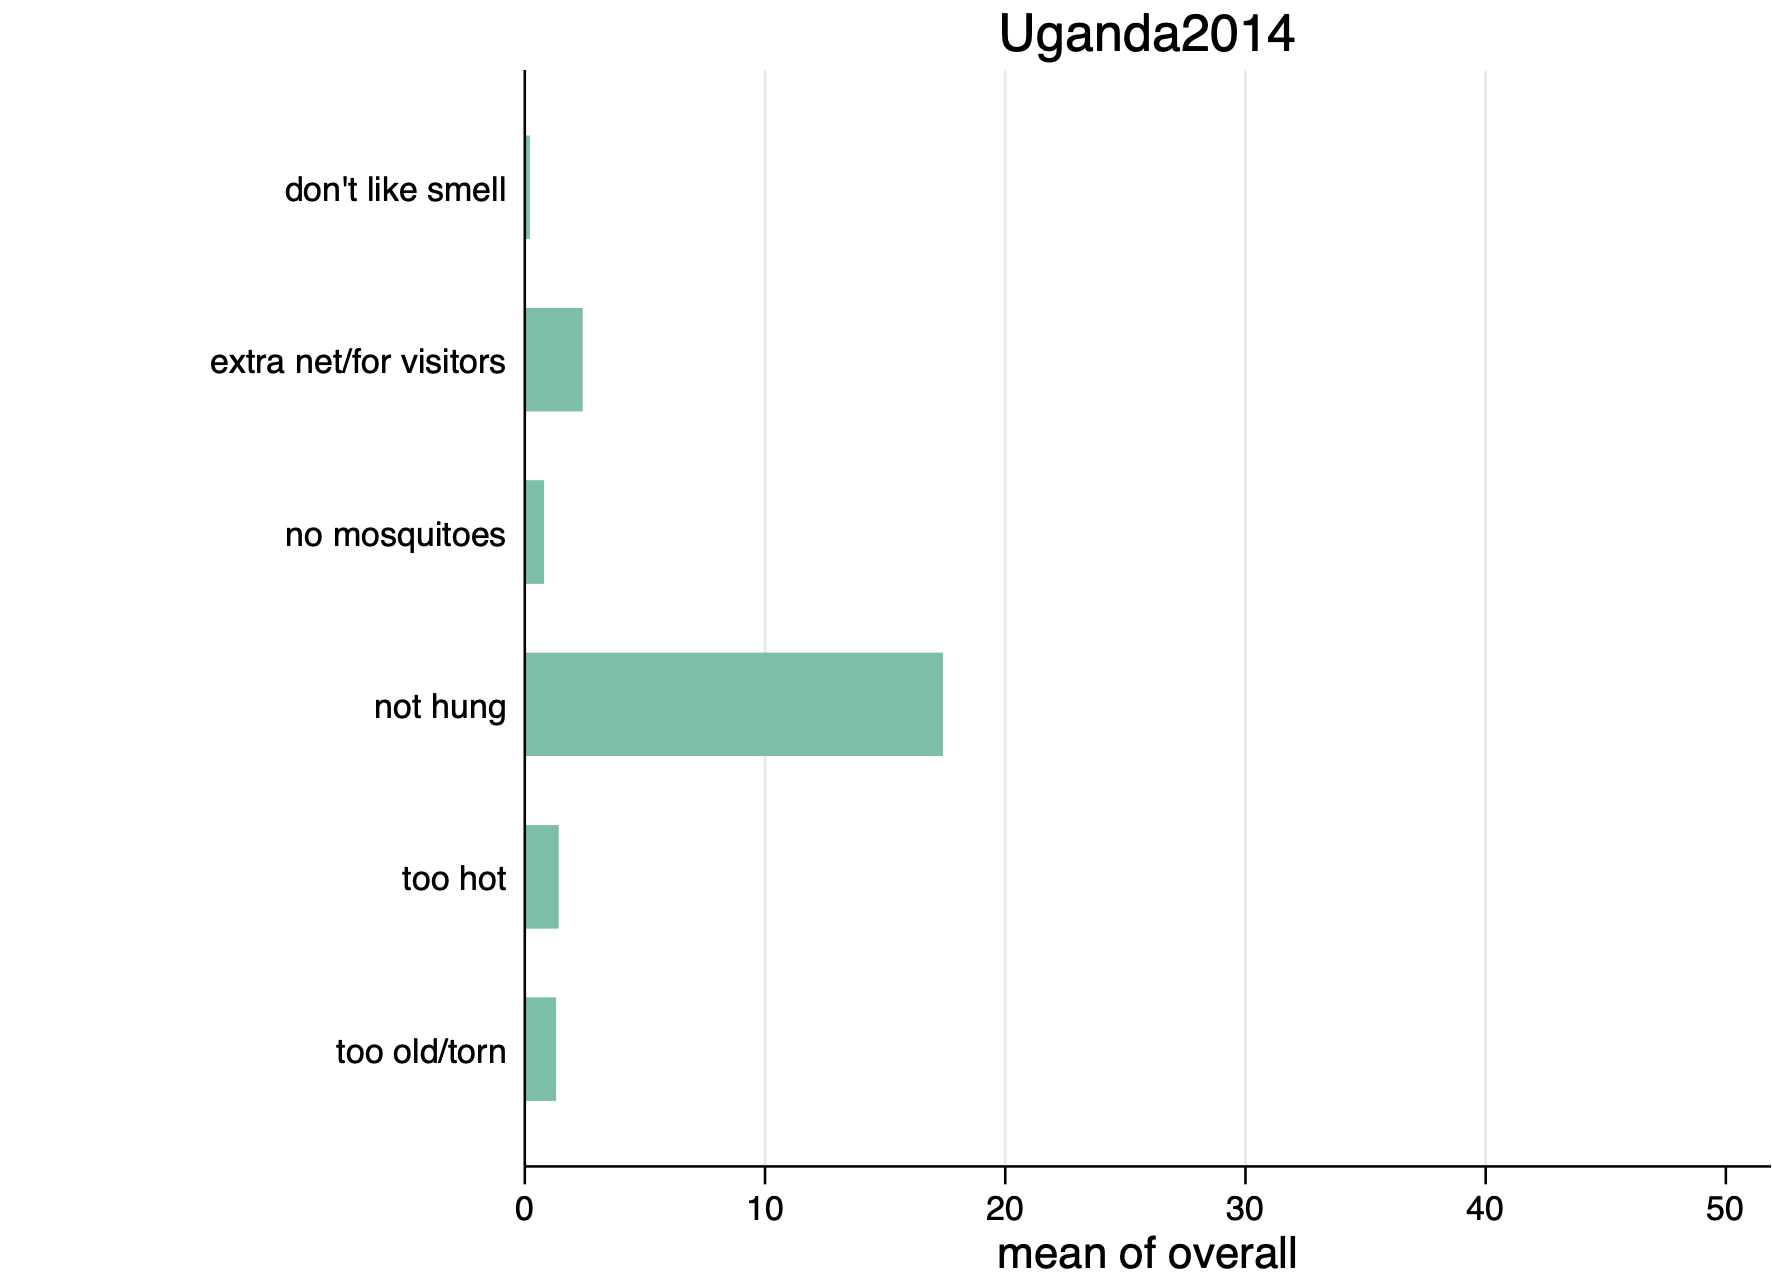 Uganda2014
don't like smell
extra net/for visitors
no mosquitoes
not hung
too hot
too old/torn
0 10 20 30 40 50
mean of overall